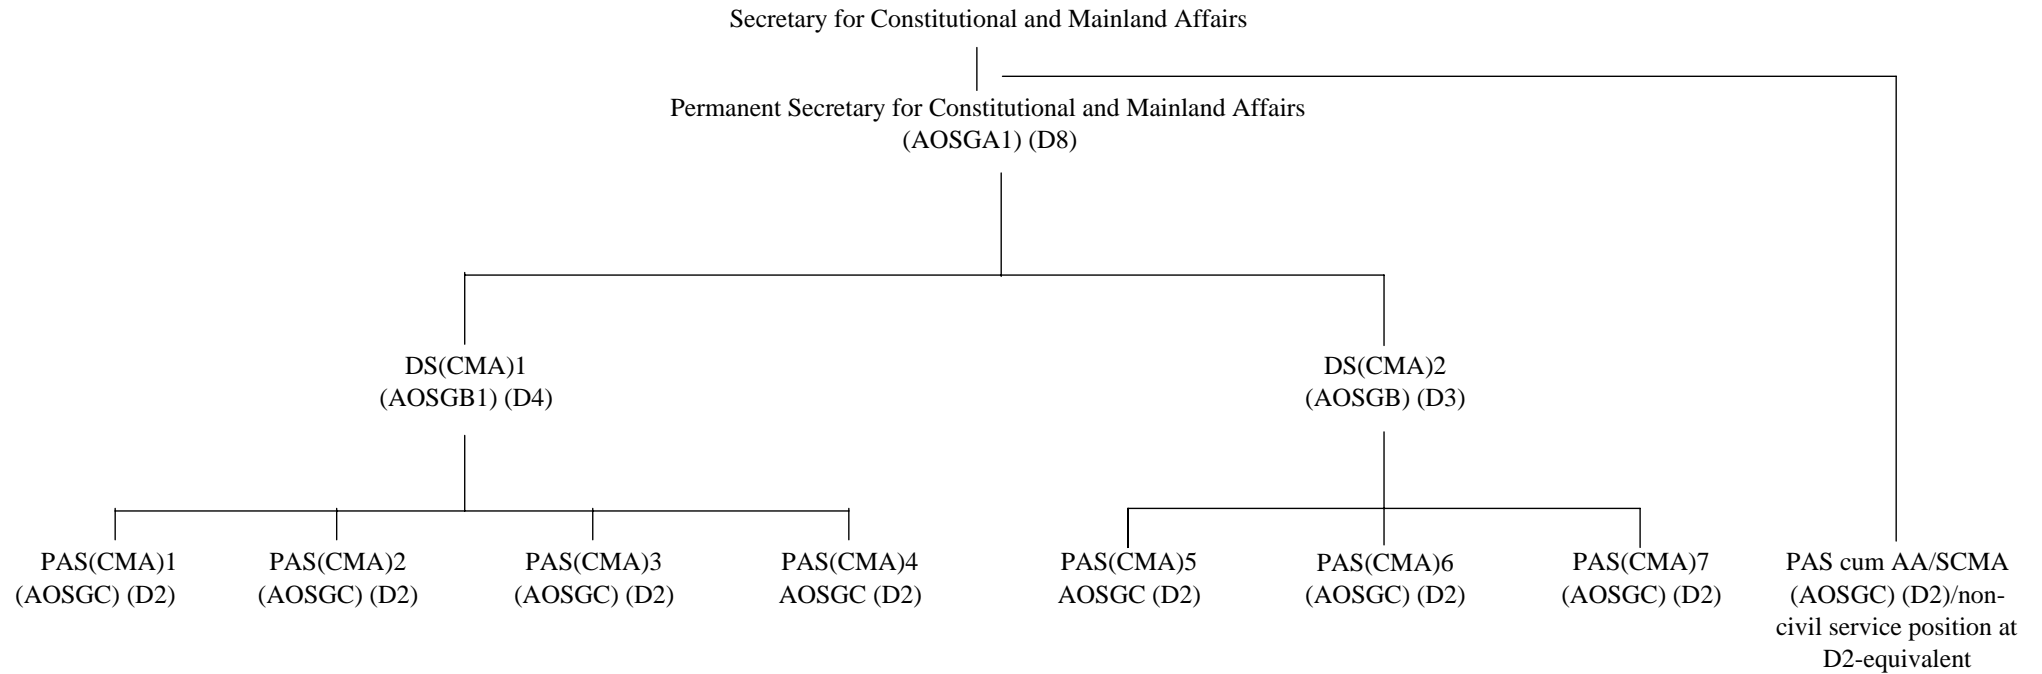 Secretary for Constitutional and Mainland Affairs
Permanent Secretary for Constitutional and Mainland Affairs
(AOSGA1) (D8)
DS(CMA)1
(AOSGB1) (D4)
DS(CMA)2
(AOSGB) (D3)
PAS(CMA)1
(AOSGC) (D2)
PAS(CMA)2
(AOSGC) (D2)
PAS(CMA)3
(AOSGC) (D2)
PAS(CMA)4
AOSGC (D2)
PAS(CMA)5
AOSGC (D2)
PAS(CMA)6
(AOSGC) (D2)
PAS(CMA)7
(AOSGC) (D2)
PAS cum AA/SCMA
(AOSGC) (D2)/non-
civil service position at
D2-equivalent